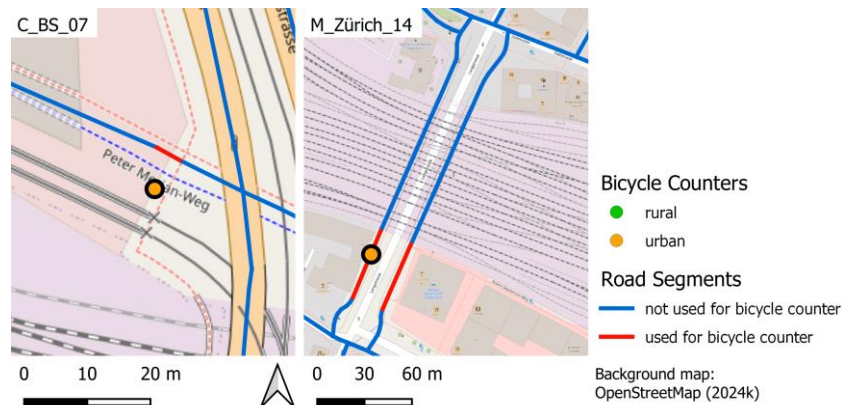 C_BS_07
M_Zürich_14
Peter Merian-Weg
Bicycle Counters
rural
urban
Road Segments
not used for bicycle counter
used for bicycle counter
Background map:
OpenStreetMap (2024k)
0 10 20 m
0 30 60 m